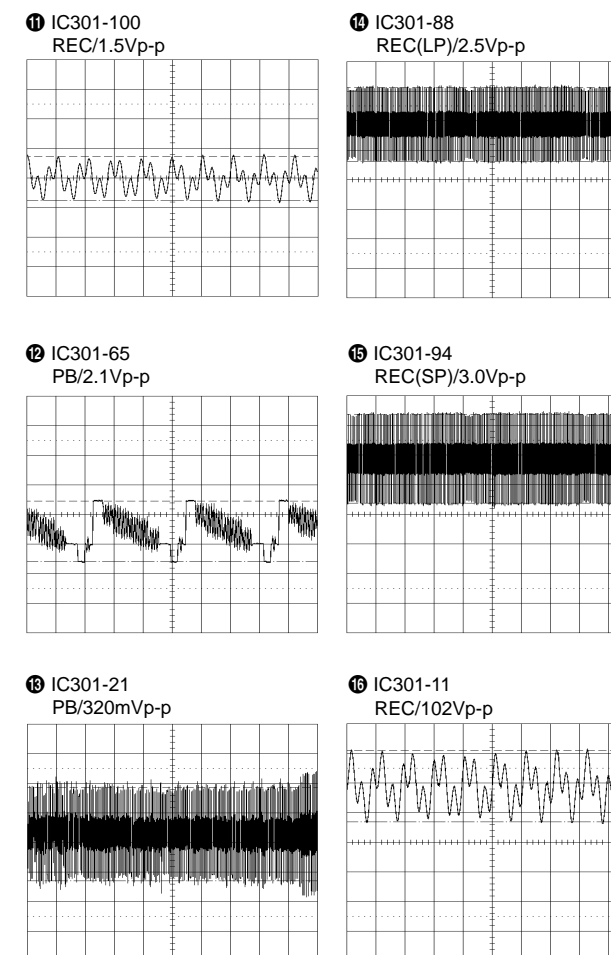 ⓫ IC301-100
REC/1.5Vp-p
⓬ IC301-65
PB/2.1Vp-p
⓭ IC301-21
PB/320mVp-p
⓮ IC301-88
REC(LP)/2.5Vp-p
⓯ IC301-94
REC(SP)/3.0Vp-p
⓰ IC301-11
REC/102Vp-p